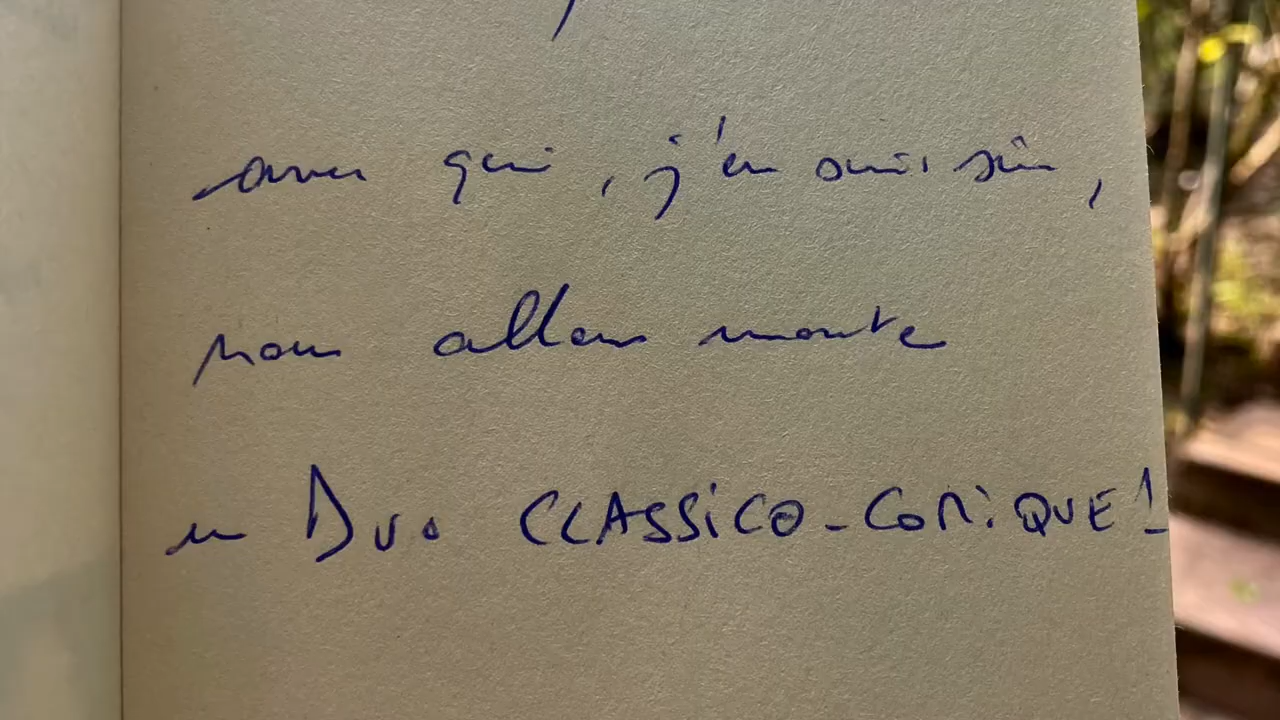 avec qui, j'en suis sûr,
nous allons monter
un Duo CLASSICO-COMIQUE!